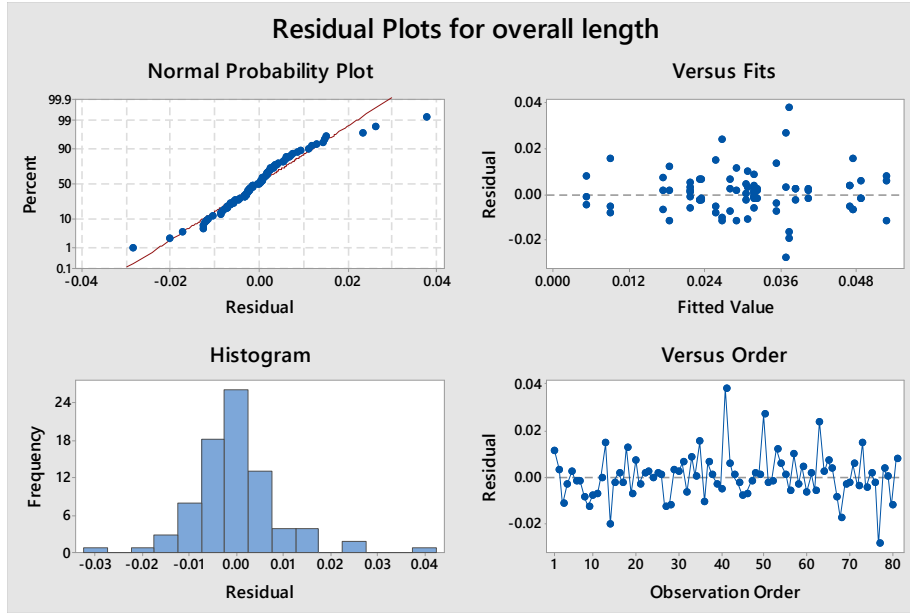 Residual Plots for overall length
Normal Probability Plot
99.9
99
90
50
10
1
0.1
Percent
-0.04 -0.02 0.00 0.02 0.04
Residual
Versus Fits
0.04
0.02
0.00
-0.02
Residual
0.000 0.012 0.024 0.036 0.048
Fitted Value
Histogram
24
18
12
6
0
Frequency
-0.03 -0.02 -0.01 0.00 0.01 0.02 0.03 0.04
Residual
Versus Order
0.04
0.02
0.00
-0.02
Residual
1 10 20 30 40 50 60 70 80
Observation Order